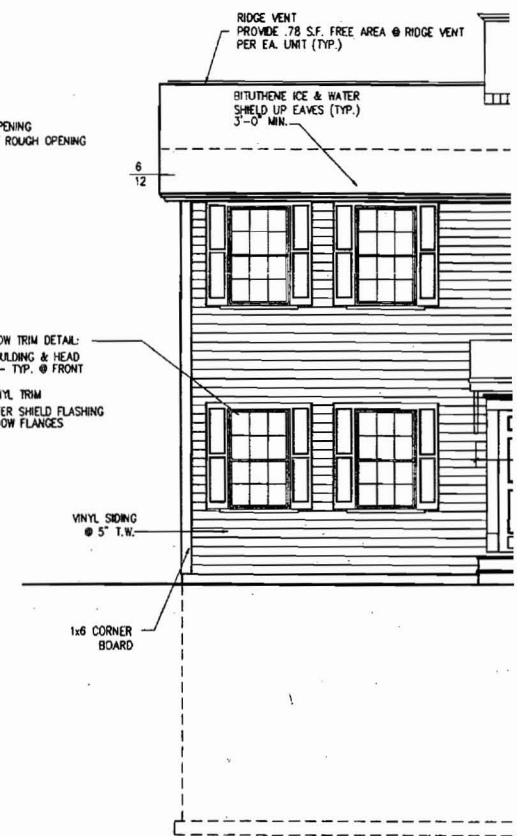 RIDGE VENT
PROVIDE .78 S.F. FREE AREA @ RIDGE VENT
PER EA. UNIT (TYP.)
BITUTHENE ICE & WATER
SHIELD UP EAVES (TYP.)
3'-0" MIN.
PENING
ROUGH OPENING
6
12
OW TRIM DETAIL:
ULDING & HEAD
- TYP. @ FRONT
YL TRIM
ER SHIELD FLASHING
OW FLANGES
VINYL SIDING
@ 5" T.W.
1x6 CORNER
BOARD